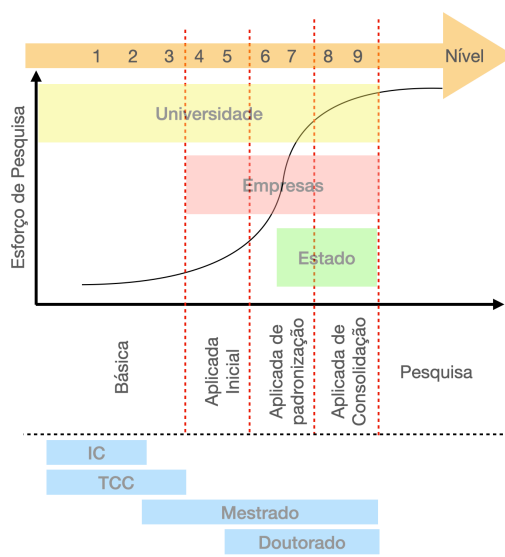 1 2 3 4 5 6 7 8 9 Nível
Esforço de Pesquisa
Universidade
Empresas
Estado
Básica
Aplicada
Inicial
Aplicada de
padronização
Aplicada de
Consolidação
Pesquisa
IC
TCC
Mestrado
Doutorado